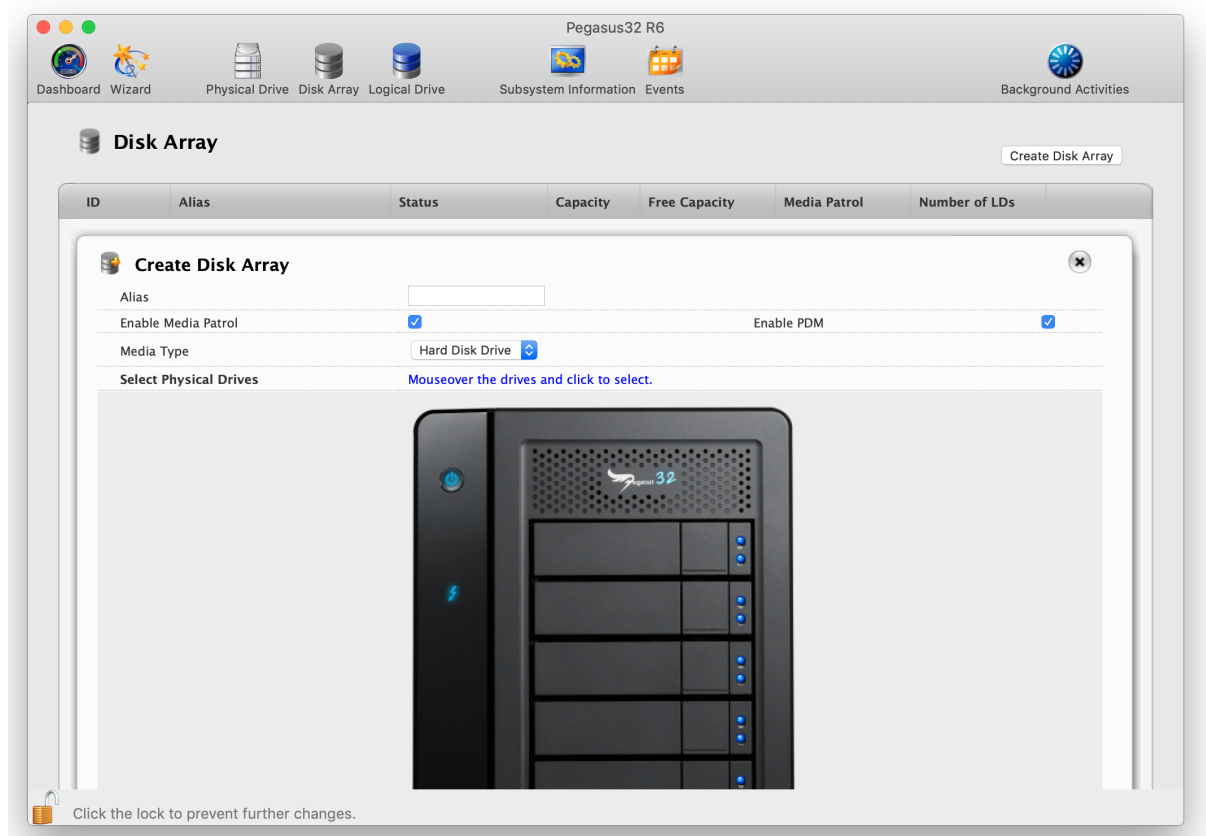 Pegasus32 R6
Dashboard Wizard Physical Drive Disk Array Logical Drive Subsystem Information Events Background Activities
Disk Array
Create Disk Array
ID Alias Status Capacity Free Capacity Media Patrol Number of LDs
Create Disk Array
Alias
Enable Media Patrol Enable PDM
Media Type Hard Disk Drive
Select Physical Drives Mouseover the drives and click to select.
Pegasus 32
Click the lock to prevent further changes.